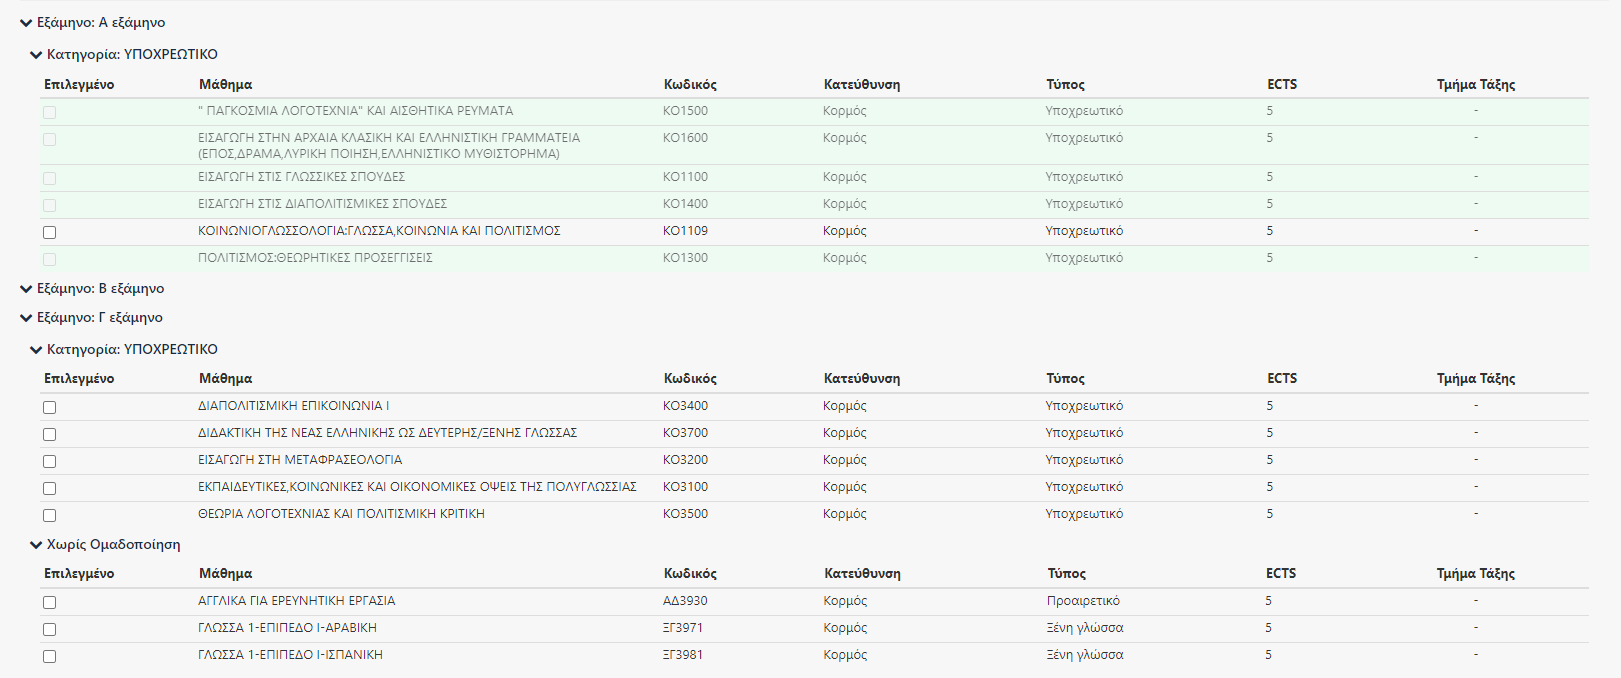 Εξάμηνο: Α εξάμηνο
Κατηγορία: ΥΠΟΧΡΕΩΤΙΚΟ
Επιλεγμένο Μάθημα Κωδικός Κατεύθυνση Τύπος ECTS Τμήμα Τάξης
" ΠΑΓΚΟΣΜΙΑ ΛΟΓΟΤΕΧΝΙΑ" ΚΑΙ ΑΙΣΘΗΤΙΚΑ ΡΕΥΜΑΤΑ ΚΟ1500 Κορμός Υποχρεωτικό 5 -
ΕΙΣΑΓΩΓΗ ΣΤΗΝ ΑΡΧΑΙΑ ΚΛΑΣΙΚΗ ΚΑΙ ΕΛΛΗΝΙΣΤΙΚΗ ΓΡΑΜΜΑΤΕΙΑ ΚΟ1600 Κορμός Υποχρεωτικό 5 -
(ΕΠΟΣ,ΔΡΑΜΑ,ΛΥΡΙΚΗ ΠΟΙΗΣΗ,ΕΛΛΗΝΙΣΤΙΚΟ ΜΥΘΙΣΤΟΡΗΜΑ)
ΕΙΣΑΓΩΓΗ ΣΤΙΣ ΓΛΩΣΣΙΚΕΣ ΣΠΟΥΔΕΣ ΚΟ1100 Κορμός Υποχρεωτικό 5 -
ΕΙΣΑΓΩΓΗ ΣΤΙΣ ΔΙΑΠΟΛΙΤΙΣΜΙΚΕΣ ΣΠΟΥΔΕΣ ΚΟ1400 Κορμός Υποχρεωτικό 5 -
ΚΟΙΝΩΝΙΟΓΛΩΣΣΟΛΟΓΙΑ:ΓΛΩΣΣΑ,ΚΟΙΝΩΝΙΑ ΚΑΙ ΠΟΛΙΤΙΣΜΟΣ ΚΟ1109 Κορμός Υποχρεωτικό 5 -
ΠΟΛΙΤΙΣΜΟΣ:ΘΕΩΡΗΤΙΚΕΣ ΠΡΟΣΕΓΓΙΣΕΙΣ ΚΟ1300 Κορμός Υποχρεωτικό 5 -
Εξάμηνο: Β εξάμηνο
Εξάμηνο: Γ εξάμηνο
Κατηγορία: ΥΠΟΧΡΕΩΤΙΚΟ
Επιλεγμένο Μάθημα Κωδικός Κατεύθυνση Τύπος ECTS Τμήμα Τάξης
ΔΙΑΠΟΛΙΤΙΣΜΙΚΗ ΕΠΙΚΟΙΝΩΝΙΑ Ι ΚΟ3400 Κορμός Υποχρεωτικό 5 -
ΔΙΔΑΚΤΙΚΗ ΤΗΣ ΝΕΑΣ ΕΛΛΗΝΙΚΗΣ ΩΣ ΔΕΥΤΕΡΗΣ/ΞΕΝΗΣ ΓΛΩΣΣΑΣ ΚΟ3700 Κορμός Υποχρεωτικό 5 -
ΕΙΣΑΓΩΓΗ ΣΤΗ ΜΕΤΑΦΡΑΣΕΟΛΟΓΙΑ ΚΟ3200 Κορμός Υποχρεωτικό 5 -
ΕΚΠΑΙΔΕΥΤΙΚΕΣ,ΚΟΙΝΩΝΙΚΕΣ ΚΑΙ ΟΙΚΟΝΟΜΙΚΕΣ ΟΨΕΙΣ ΤΗΣ ΠΟΛΥΓΛΩΣΣΙΑΣ ΚΟ3100 Κορμός Υποχρεωτικό 5 -
ΘΕΩΡΙΑ ΛΟΓΟΤΕΧΝΙΑΣ ΚΑΙ ΠΟΛΙΤΙΣΜΙΚΗ ΚΡΙΤΙΚΗ ΚΟ3500 Κορμός Υποχρεωτικό 5 -
Χωρίς Ομαδοποίηση
Επιλεγμένο Μάθημα Κωδικός Κατεύθυνση Τύπος ECTS Τμήμα Τάξης
ΑΓΓΛΙΚΑ ΓΙΑ ΕΡΕΥΝΗΤΙΚΗ ΕΡΓΑΣΙΑ ΑΔ3930 Κορμός Προαιρετικό 5 -
ΓΛΩΣΣΑ 1-ΕΠΙΠΕΔΟ Ι-ΑΡΑΒΙΚΗ ΞΓ3971 Κορμός Ξένη γλώσσα 5 -
ΓΛΩΣΣΑ 1-ΕΠΙΠΕΔΟ Ι-ΙΣΠΑΝΙΚΗ ΞΓ3981 Κορμός Ξένη γλώσσα 5 -